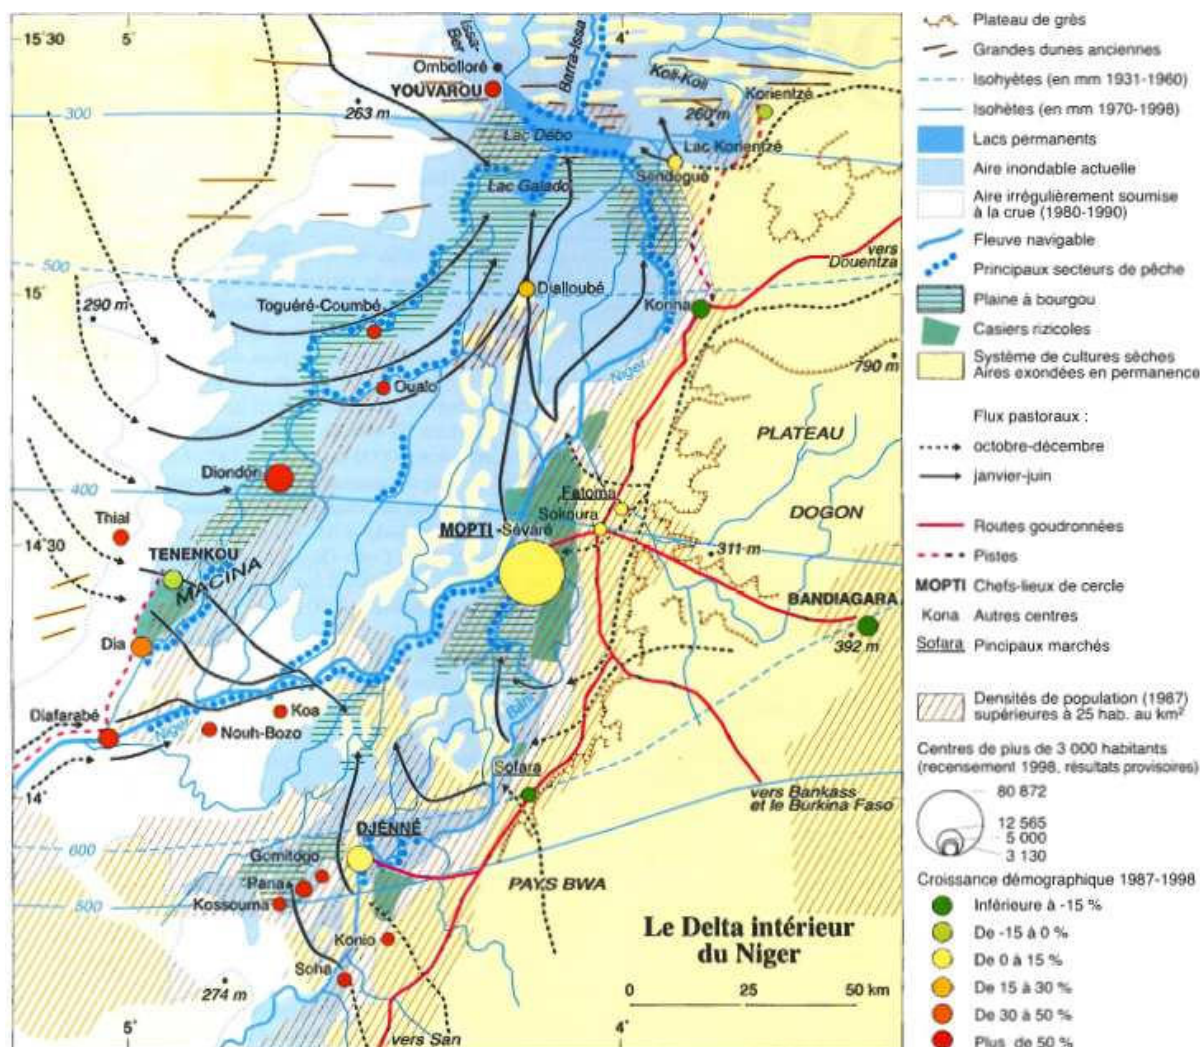 15 30
5
4
Issa-
Ber
Barra-Issa
Koli-Koli
Ombolloré
YOUVAROU
Korientzé
300
263 m
260 m
Lac Débo
Lac Korientzé
Sendogué
Lac Galado
500
vers
Douentza
15
290 m
Dialloubé
Toguéré-Coumbé
Konna
Niger
790 m
Oualo
PLATEAU
Diondori
400
Fatoma
Sokoura
Thial
MOPTI - Sévaré
DOGON
14 30
TENENKOU
MACINA
311 m
BANDIAGARA
Dia
392 m
Diafarabé
Koa
Niger
Nouh-Bozo
Bani
Sofara
14
vers Bankass
et le Burkina Faso
DJENNÉ
600
Gomitogo
Pana
PAYS BWA
Kossouma
500
Konio
Soha
274 m
Le Delta intérieur
du Niger
0 25 50 km
5
4
vers San
Plateau de grès
Grandes dunes anciennes
Isohyètes (en mm 1931-1960)
Isohètes (en mm 1970-1998)
Lacs permanents
Aire inondable actuelle
Aire irrégulièrement soumise
à la crue (1980-1990)
Fleuve navigable
Principaux secteurs de pêche
Plaine à bourgou
Casiers rizicoles
Système de cultures sèches
Aires exondées en permanence
Flux pastoraux :
octobre-décembre
janvier-juin
Routes goudronnées
Pistes
MOPTI Chefs-lieux de cercle
Kona Autres centres
Sofara Pincipaux marchés
Densités de population (1987)
supérieures à 25 hab. au km²
Centres de plus de 3 000 habitants
(recensement 1998, résultats provisoires)
80 872
12 565
5 000
3 130
Croissance démographique 1987-1998
Inférieure à -15 %
De -15 à 0 %
De 0 à 15 %
De 15 à 30 %
De 30 à 50 %
Plus de 50 %